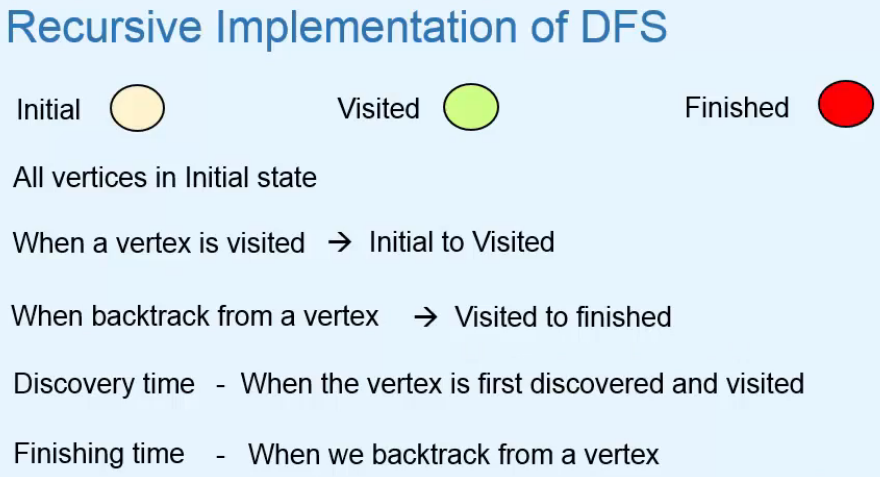 Recursive Implementation of DFS
Initial Visited Finished
All vertices in Initial state
When a vertex is visited → Initial to Visited
When backtrack from a vertex → Visited to finished
Discovery time - When the vertex is first discovered and visited
Finishing time - When we backtrack from a vertex